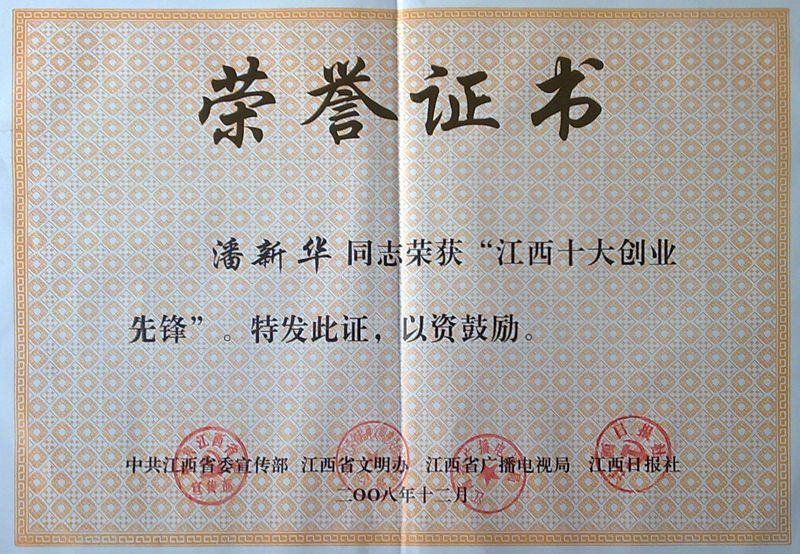 荣誉证书
潘新华同志荣获“江西十大创业
先锋”。特发此证，以资鼓励。
中共江西省委宣传部 江西省文明办 江西省广播电视局 江西日报社
二〇〇八年十二月